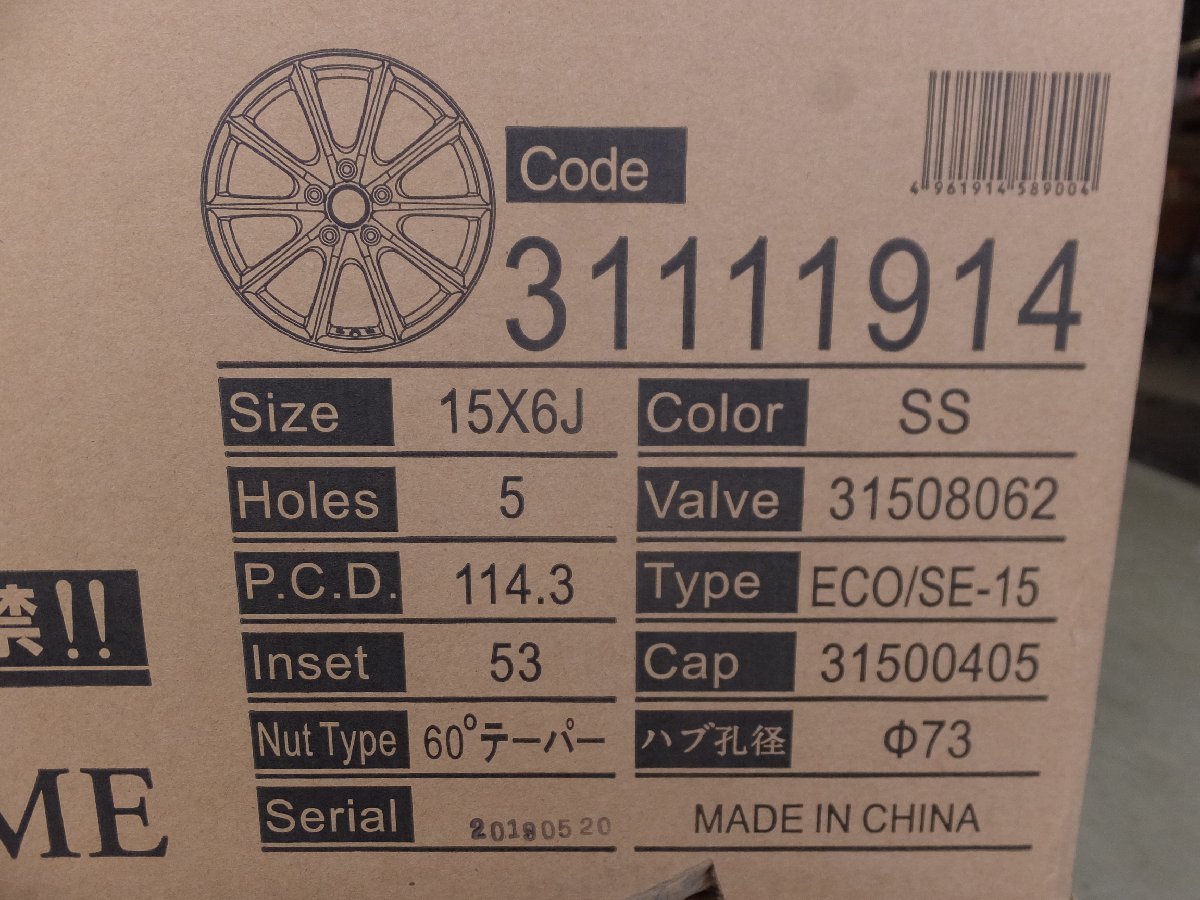 4961914589004
Code
31111914
Size 15X6J Color SS
Holes 5 Valve 31508062
P.C.D. 114.3 Type ECO/SE-15
Inset 53 Cap 31500405
Nut Type 60°テーパー ハブ孔径 Φ73
Serial 20190520 MADE IN CHINA
禁!!
ME